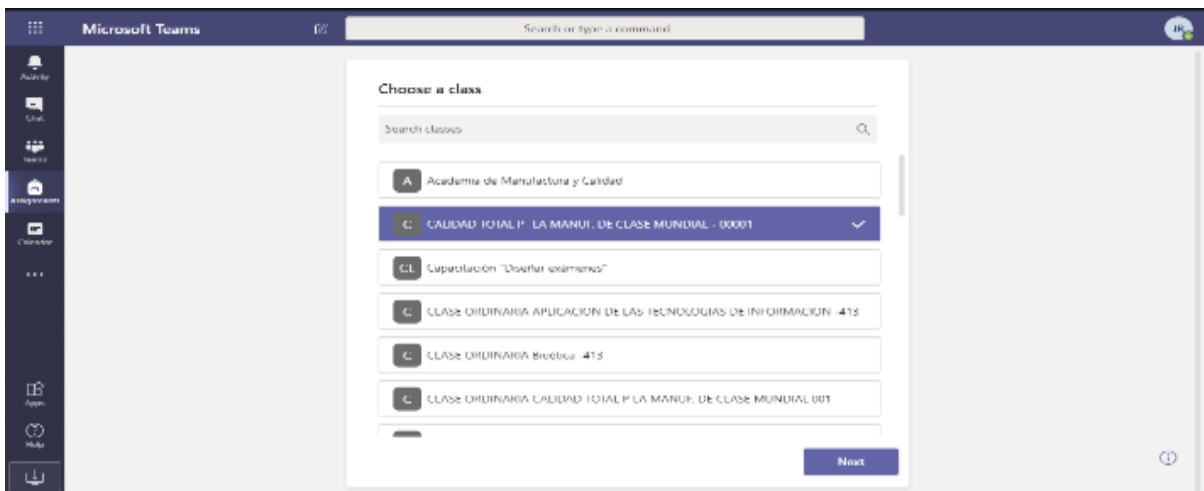 Microsoft Teams
Search or type a command
JR
Activity
Chat
Teams
Assignments
Calendar
Apps
Help
Choose a class
Search classes
A Academia de Manufactura y Calidad
C CALIDAD TOTAL P LA MANUF. DE CLASE MUNDIAL - 00001
Capacitación "Diseñar exámenes"
C CLASE ORDINARIA APLICACION DE LAS TECNOLOGIAS DE INFORMACION -413
C CLASE ORDINARIA Bioética -413
C CLASE ORDINARIA CALIDAD TOTAL P LA MANUF. DE CLASE MUNDIAL 001
Next